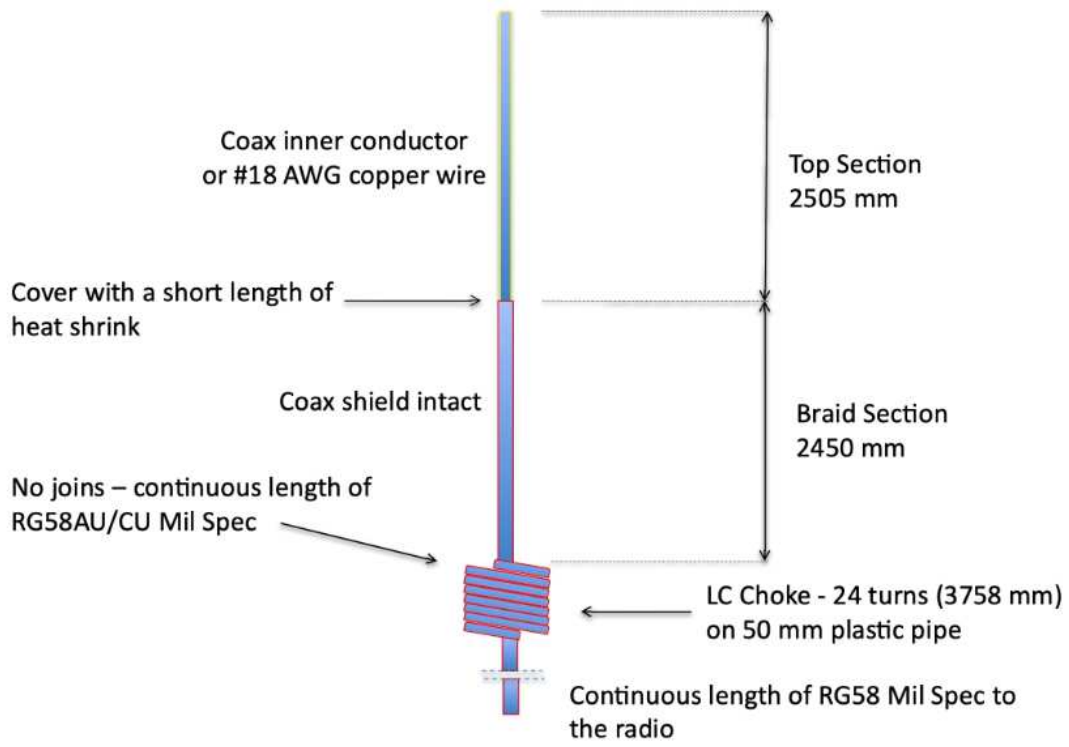 Coax inner conductor
or #18 AWG copper wire
Top Section
2505 mm
Cover with a short length of
heat shrink
Coax shield intact
Braid Section
2450 mm
No joins – continuous length of
RG58AU/CU Mil Spec
LC Choke - 24 turns (3758 mm)
on 50 mm plastic pipe
Continuous length of RG58 Mil Spec to
the radio